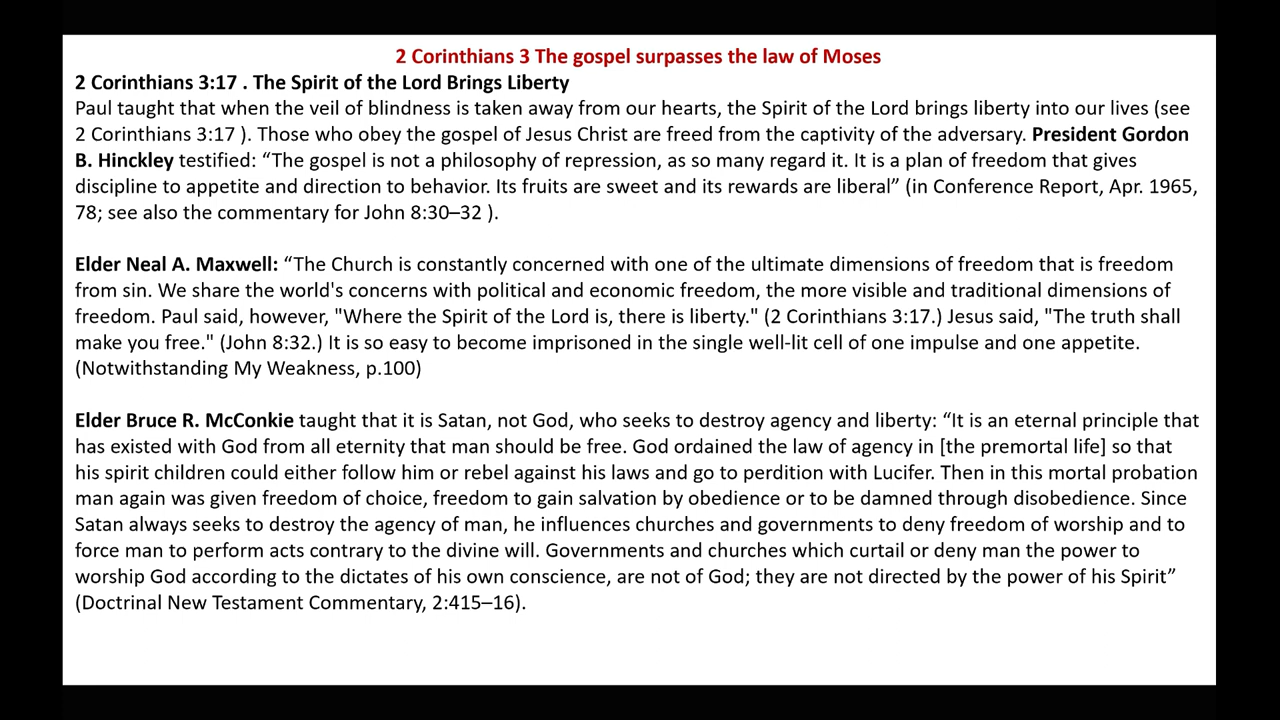 2 Corinthians 3 The gospel surpasses the law of Moses
2 Corinthians 3:17 . The Spirit of the Lord Brings Liberty
Paul taught that when the veil of blindness is taken away from our hearts, the Spirit of the Lord brings liberty into our lives (see
2 Corinthians 3:17 ). Those who obey the gospel of Jesus Christ are freed from the captivity of the adversary. President Gordon
B. Hinckley testified: “The gospel is not a philosophy of repression, as so many regard it. It is a plan of freedom that gives
discipline to appetite and direction to behavior. Its fruits are sweet and its rewards are liberal” (in Conference Report, Apr. 1965,
78; see also the commentary for John 8:30–32 ).
Elder Neal A. Maxwell: “The Church is constantly concerned with one of the ultimate dimensions of freedom that is freedom
from sin. We share the world's concerns with political and economic freedom, the more visible and traditional dimensions of
freedom. Paul said, however, "Where the Spirit of the Lord is, there is liberty." (2 Corinthians 3:17.) Jesus said, "The truth shall
make you free." (John 8:32.) It is so easy to become imprisoned in the single well-lit cell of one impulse and one appetite.
(Notwithstanding My Weakness, p.100)
Elder Bruce R. McConkie taught that it is Satan, not God, who seeks to destroy agency and liberty: “It is an eternal principle that
has existed with God from all eternity that man should be free. God ordained the law of agency in [the premortal life] so that
his spirit children could either follow him or rebel against his laws and go to perdition with Lucifer. Then in this mortal probation
man again was given freedom of choice, freedom to gain salvation by obedience or to be damned through disobedience. Since
Satan always seeks to destroy the agency of man, he influences churches and governments to deny freedom of worship and to
force man to perform acts contrary to the divine will. Governments and churches which curtail or deny man the power to
worship God according to the dictates of his own conscience, are not of God; they are not directed by the power of his Spirit”
(Doctrinal New Testament Commentary, 2:415–16).